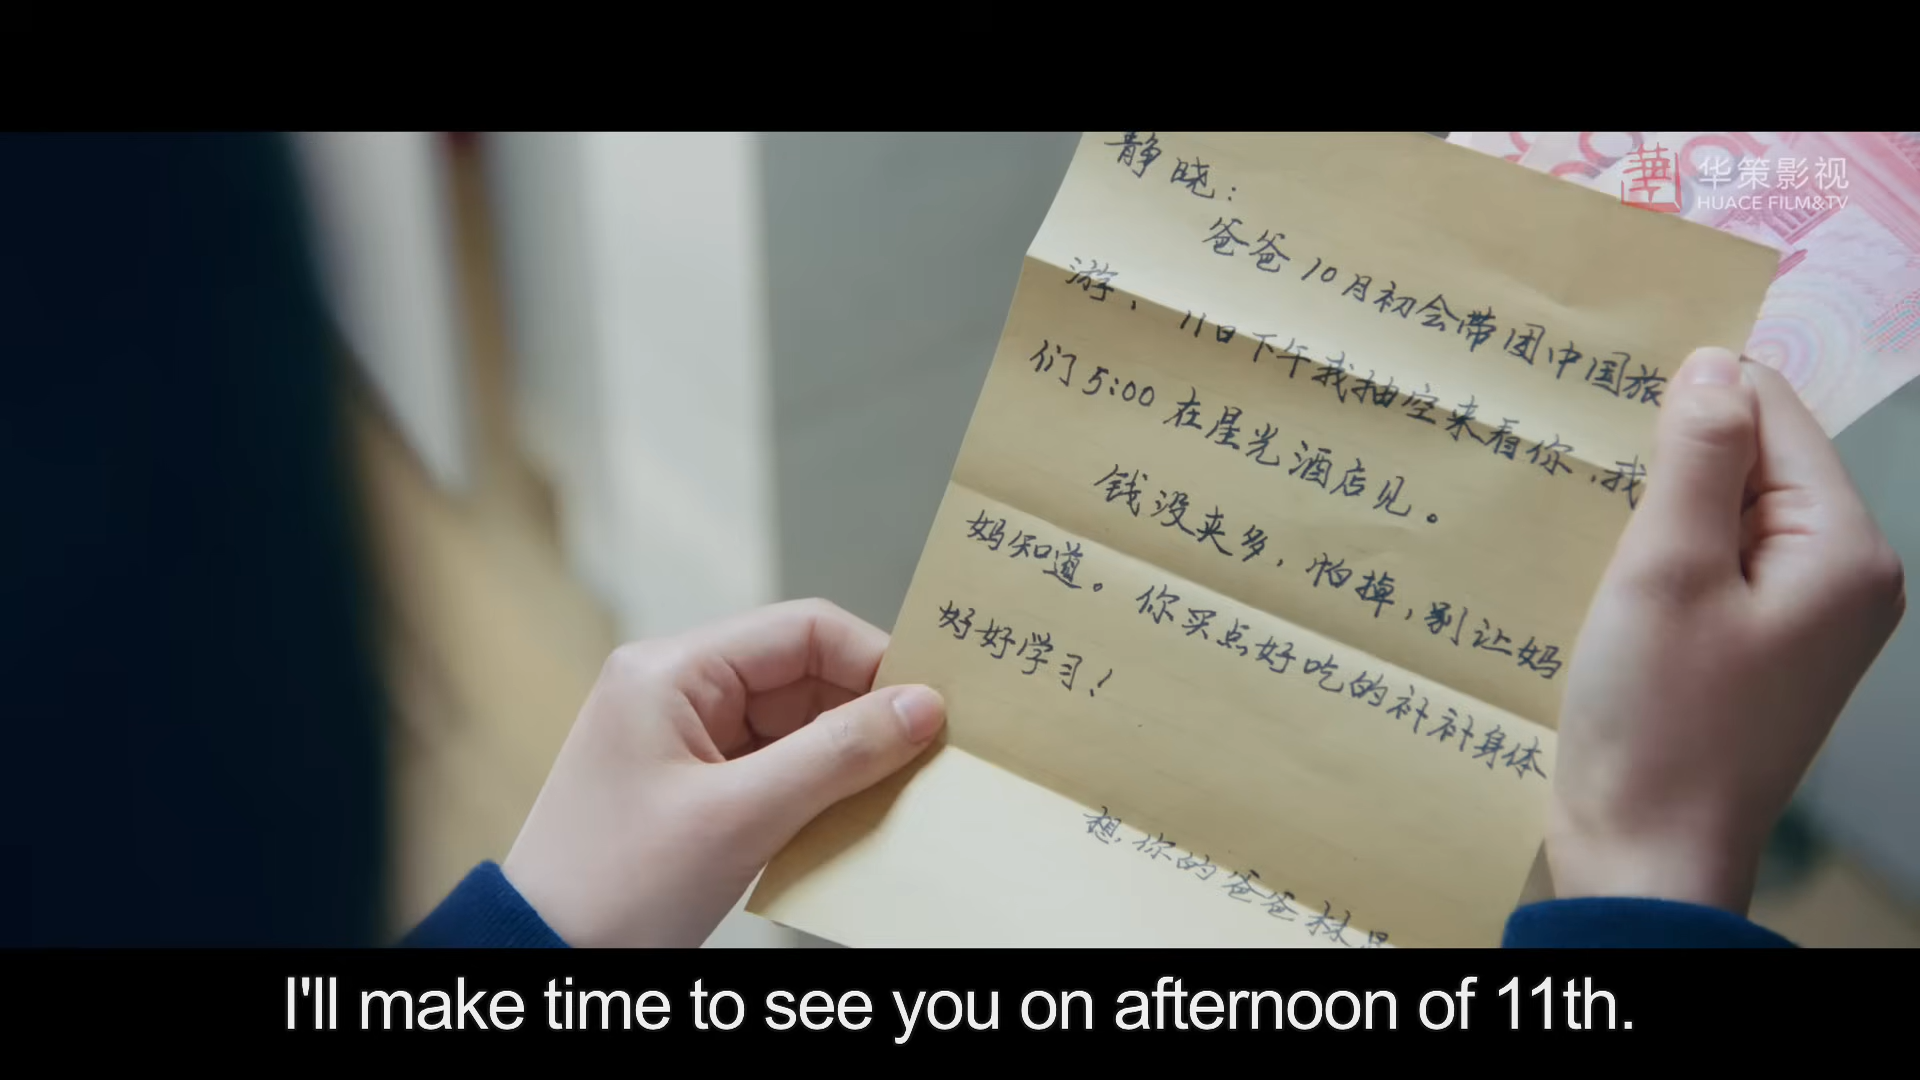 華 华策影视
HUACE FILM&TV
静晓：
爸爸10月初会带团中国旅
游，11日下午我抽空来看你，我
们5:00在星光酒店见。
钱没夹多，怕掉，别让妈
妈知道。你买点好吃的补补身体
好好学习！
想你的爸爸林
I'll make time to see you on afternoon of 11th.